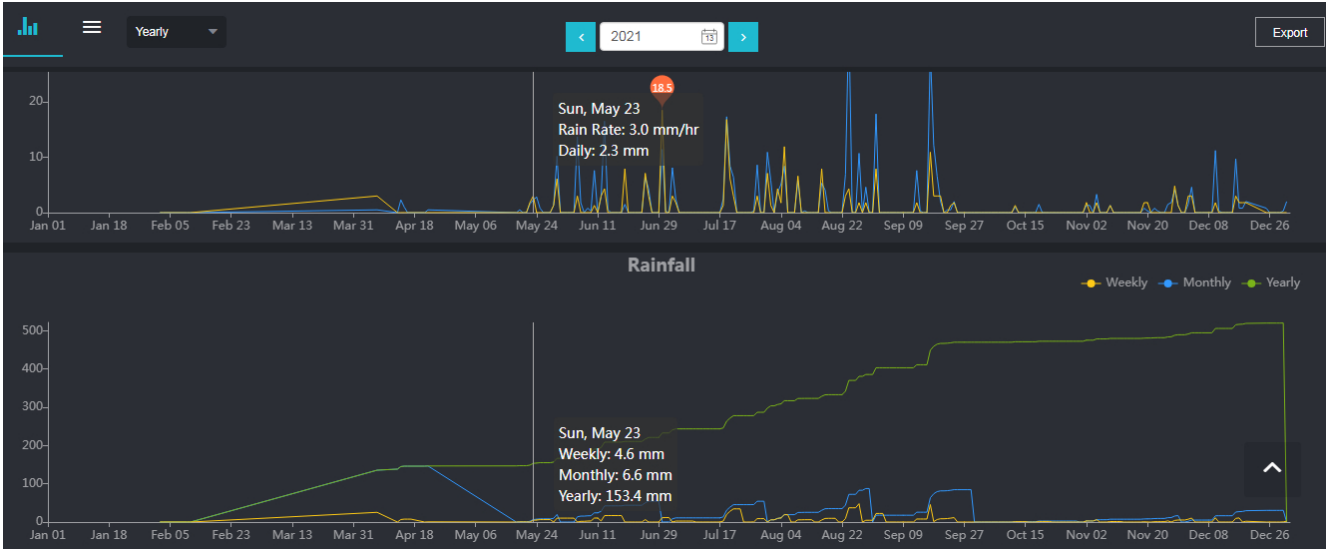 Yearly
2021
13
Export
20
10
0
18.5
Sun, May 23
Rain Rate: 3.0 mm/hr
Daily: 2.3 mm
Jan 01 Jan 18 Feb 05 Feb 23 Mar 13 Mar 31 Apr 18 May 06 May 24 Jun 11 Jun 29 Jul 17 Aug 04 Aug 22 Sep 09 Sep 27 Oct 15 Nov 02 Nov 20 Dec 08 Dec 26
Rainfall
Weekly Monthly Yearly
500
400
300
200
100
0
Sun, May 23
Weekly: 4.6 mm
Monthly: 6.6 mm
Yearly: 153.4 mm
Jan 01 Jan 18 Feb 05 Feb 23 Mar 13 Mar 31 Apr 18 May 06 May 24 Jun 11 Jun 29 Jul 17 Aug 04 Aug 22 Sep 09 Sep 27 Oct 15 Nov 02 Nov 20 Dec 08 Dec 26